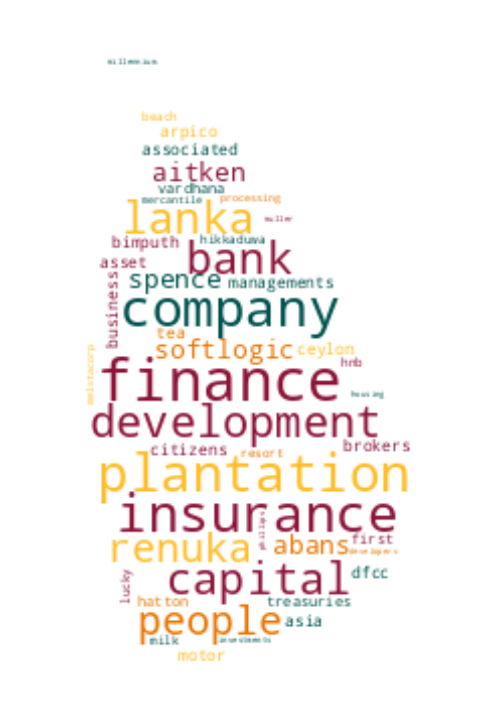 millennium
beach
arpico
associated
aitken
vardhana
mercantile processing
lanka muller
bimputh hikkaduwa
bank
asset
spence managements
business
company
tea
softlogic ceylon
hnb
melstacorp
finance
housing
development
citizens resort brokers
plantation
insurance
phillips
renuka abans first
developers
capital dfcc
lucky
hatton treasuries
people asia
milk investments
motor